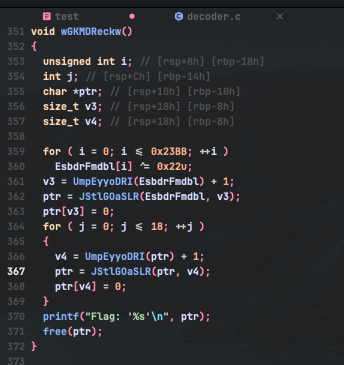 test decoder.c ×
351 void wGKMDReckw()
352 {
353 unsigned int i; // [rsp+8h] [rbp-18h]
354 int j; // [rsp+Ch] [rbp-14h]
355 char *ptr; // [rsp+10h] [rbp-10h]
356 size_t v3; // [rsp+18h] [rbp-8h]
357 size_t v4; // [rsp+18h] [rbp-8h]
358
359 for ( i = 0; i <= 0x23BB; ++i )
360 EsbdrFmdbl[i] ^= 0x22u;
361 v3 = UmpEyyoDRI(EsbdrFmdbl) + 1;
362 ptr = JStlGOaSLR(EsbdrFmdbl, v3);
363 ptr[v3] = 0;
364 for ( j = 0; j <= 18; ++j )
365 {
366 v4 = UmpEyyoDRI(ptr) + 1;
367 ptr = JStlGOaSLR(ptr, v4);
368 ptr[v4] = 0;
369 }
370 printf("Flag: '%s'\n", ptr);
371 free(ptr);
372 }
373